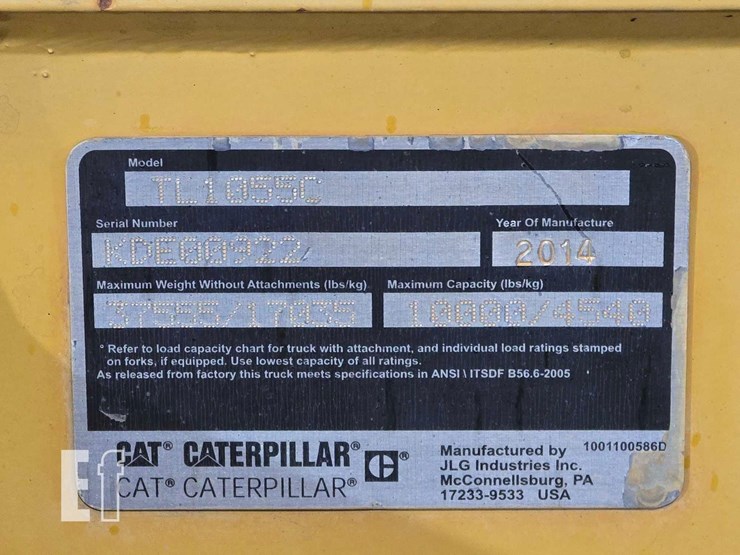 Model
TL1055C
Serial Number
KDE00922
Year Of Manufacture
2014
Maximum Weight Without Attachments (lbs/kg)
37555/17035
Maximum Capacity (lbs/kg)
10000/4540
° Refer to load capacity chart for truck with attachment, and individual load ratings stamped
on forks, if equipped. Use lowest capacity of all ratings.
As released from factory this truck meets specifications in ANSI \ ITSDF B56.6-2005
CAT® CATERPILLAR® C®
CAT® CATERPILLAR®
Manufactured by
JLG Industries Inc.
McConnellsburg, PA
17233-9533 USA
1001100586D
Ef